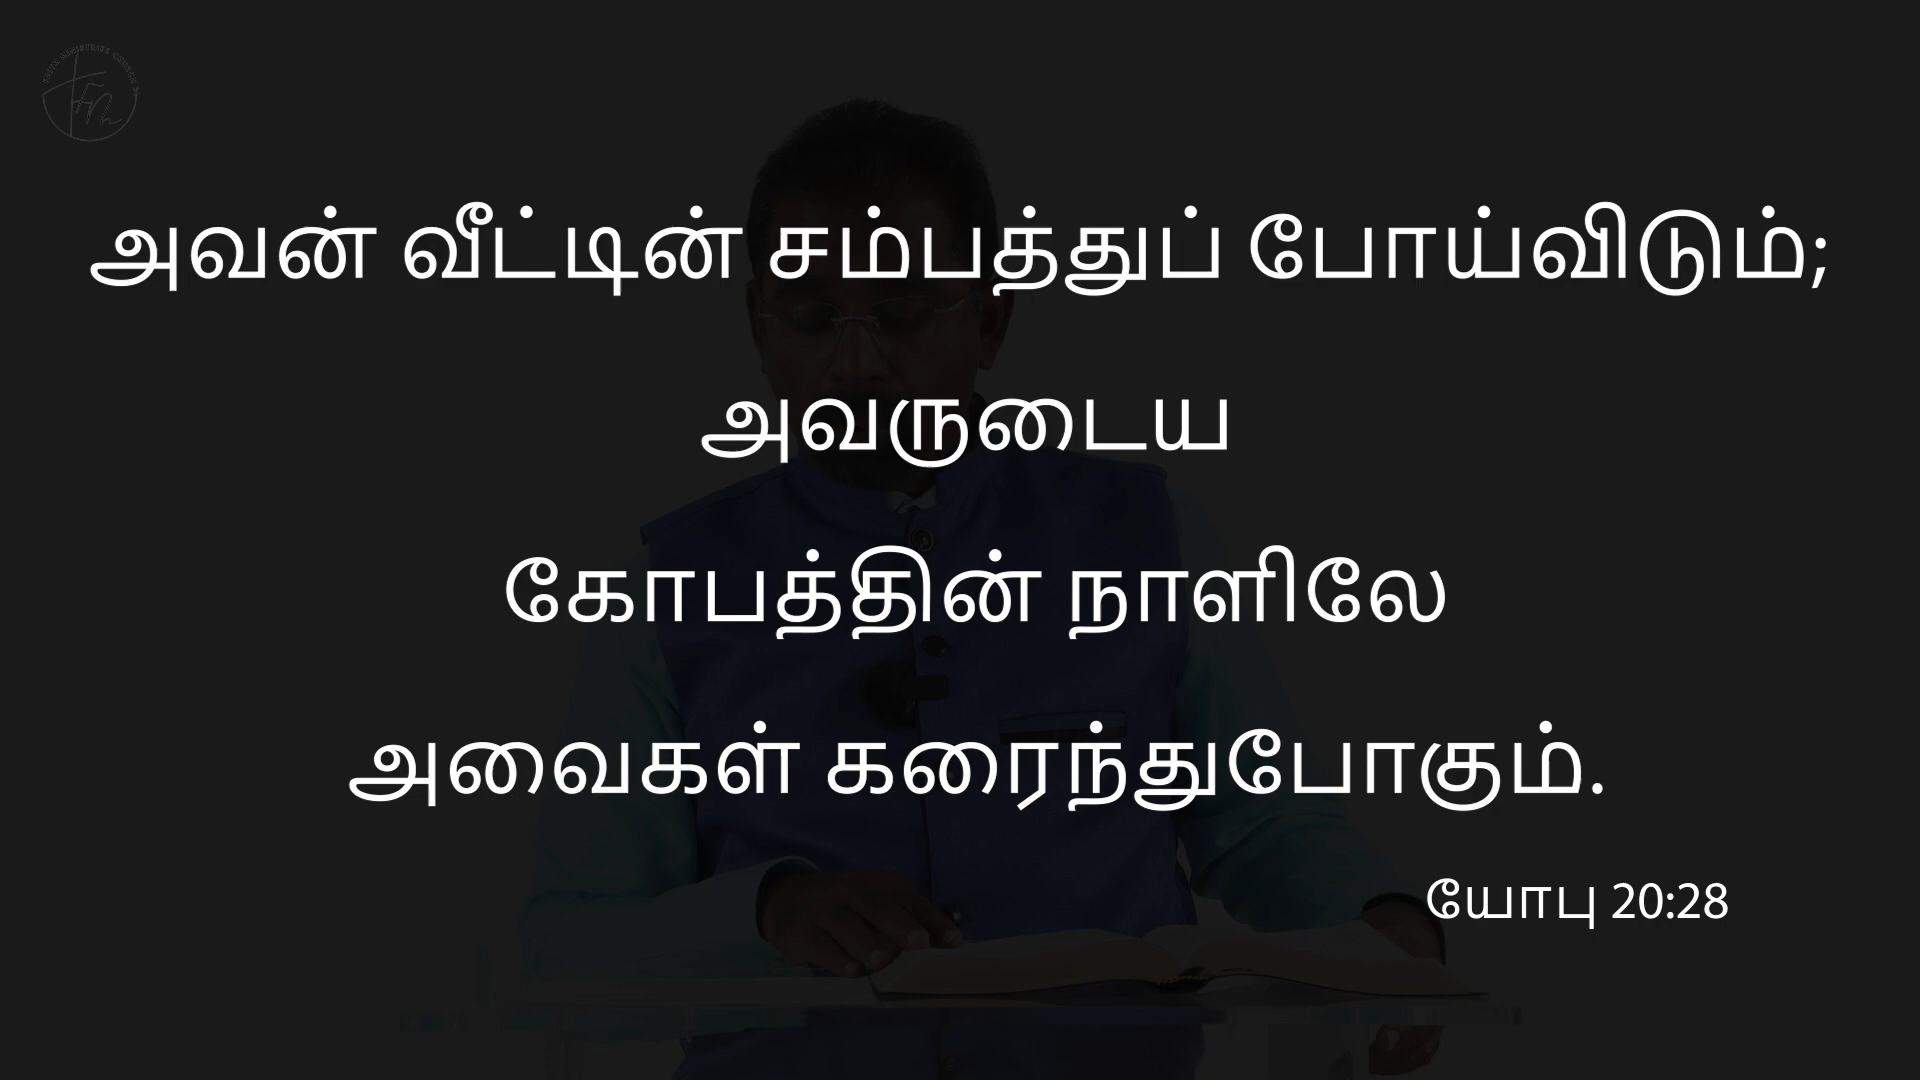 அவன் வீட்டின் சம்பத்துப் போய்விடும்;
அவருடைய
கோபத்தின் நாளிலே
அவைகள் கரைந்துபோகும்.
யோபு 20:28